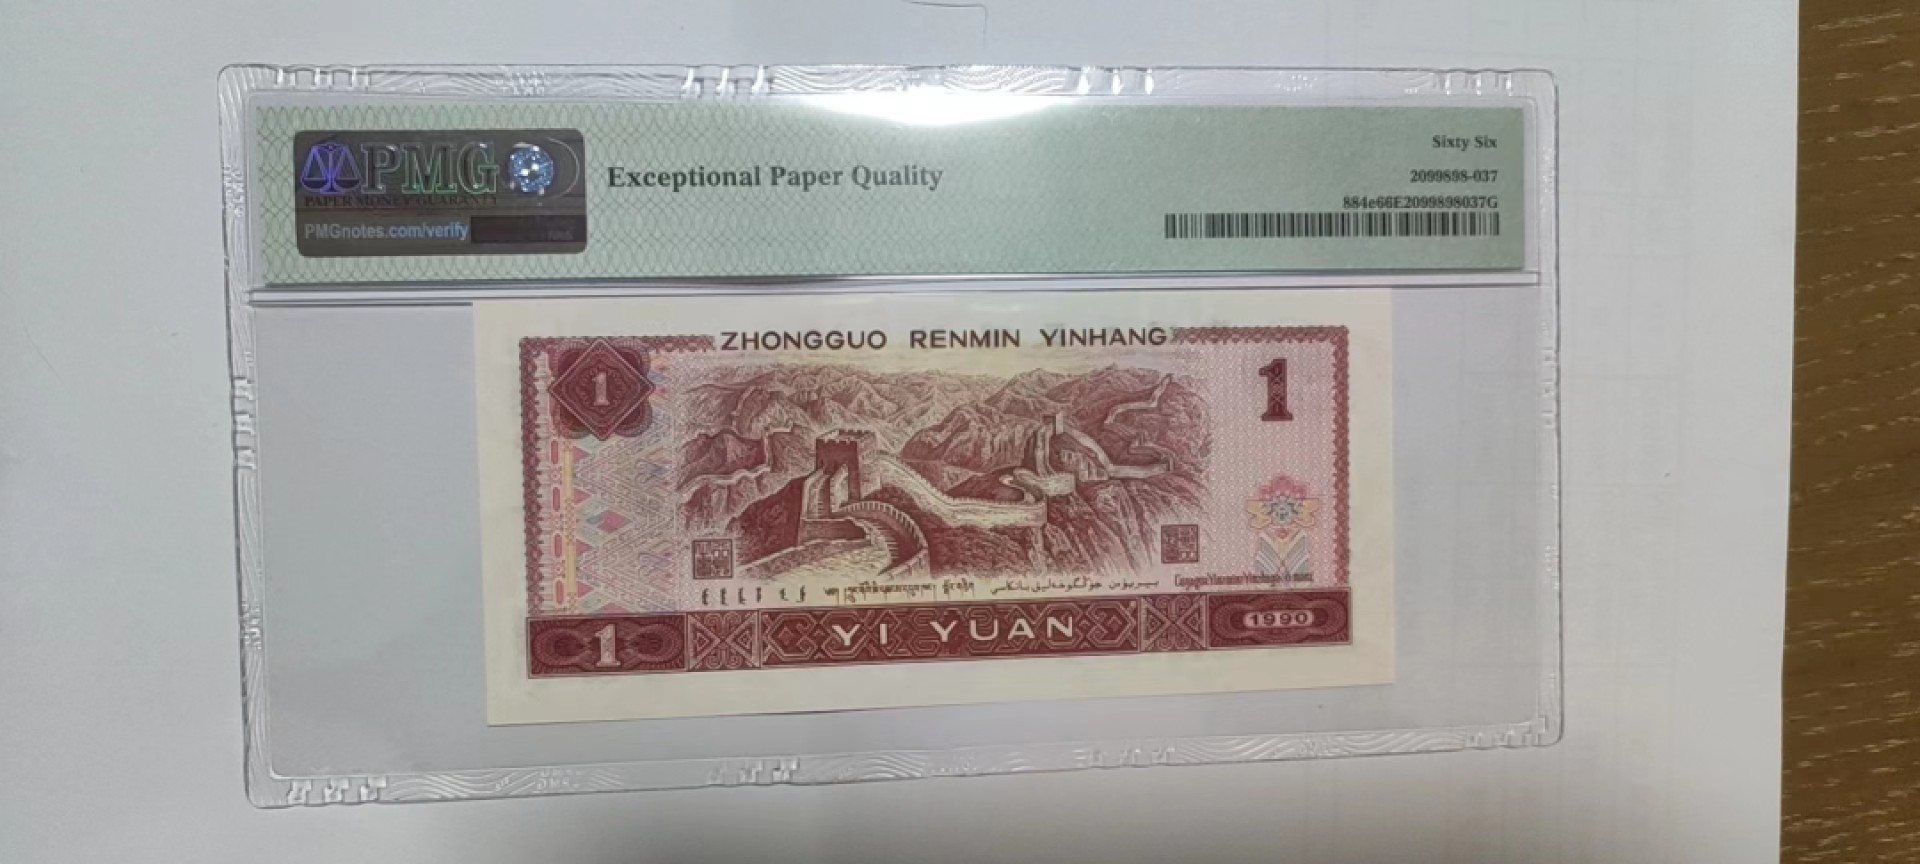 PMG
PAPER MONEY GUARANTY
PMGnotes.com/verify
Exceptional Paper Quality
Sixty Six
2099898-037
884e66E2099898037G
ZHONGGUO RENMIN YINHANG
1
1
1
YI YUAN
1990